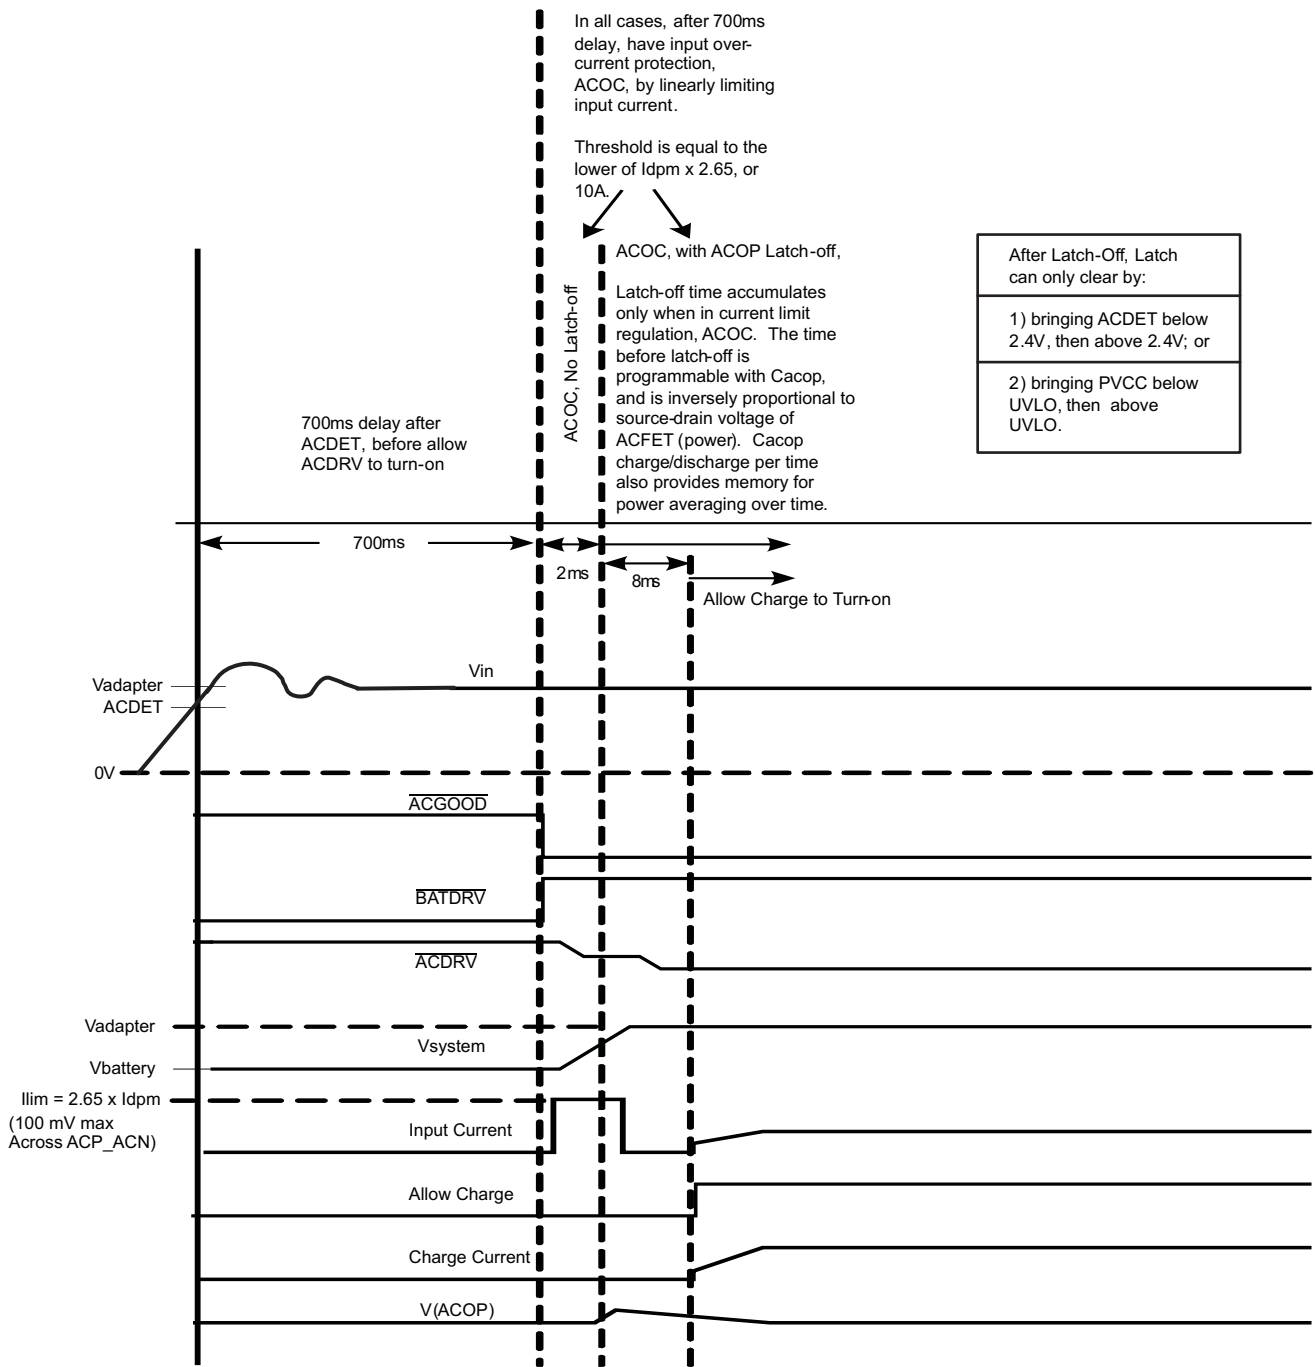 In all cases, after 700ms
delay, have input over-
current protection,
ACOC, by linearly limiting
input current.
Threshold is equal to the
lower of Idpm x 2.65, or
10A.
ACOC, No Latch-off
ACOC, with ACOP Latch-off,
Latch-off time accumulates
only when in current limit
regulation, ACOC. The time
before latch-off is
programmable with Cacop,
and is inversely proportional to
source-drain voltage of
ACFET (power). Cacop
charge/discharge per time
also provides memory for
power averaging over time.
After Latch-Off, Latch
can only clear by:
1) bringing ACDET below
2.4V, then above 2.4V; or
2) bringing PVCC below
UVLO, then above
UVLO.
700ms delay after
ACDET, before allow
ACDRV to turn-on
700ms
2ms
8ms
Allow Charge to Turn-on
Vin
Vadapter
ACDET
0V
ACGOOD
BATDRV
ACDRV
Vadapter
Vsystem
Vbattery
Ilim = 2.65 x Idpm
(100 mV max
Across ACP_ACN)
Input Current
Allow Charge
Charge Current
V(ACOP)